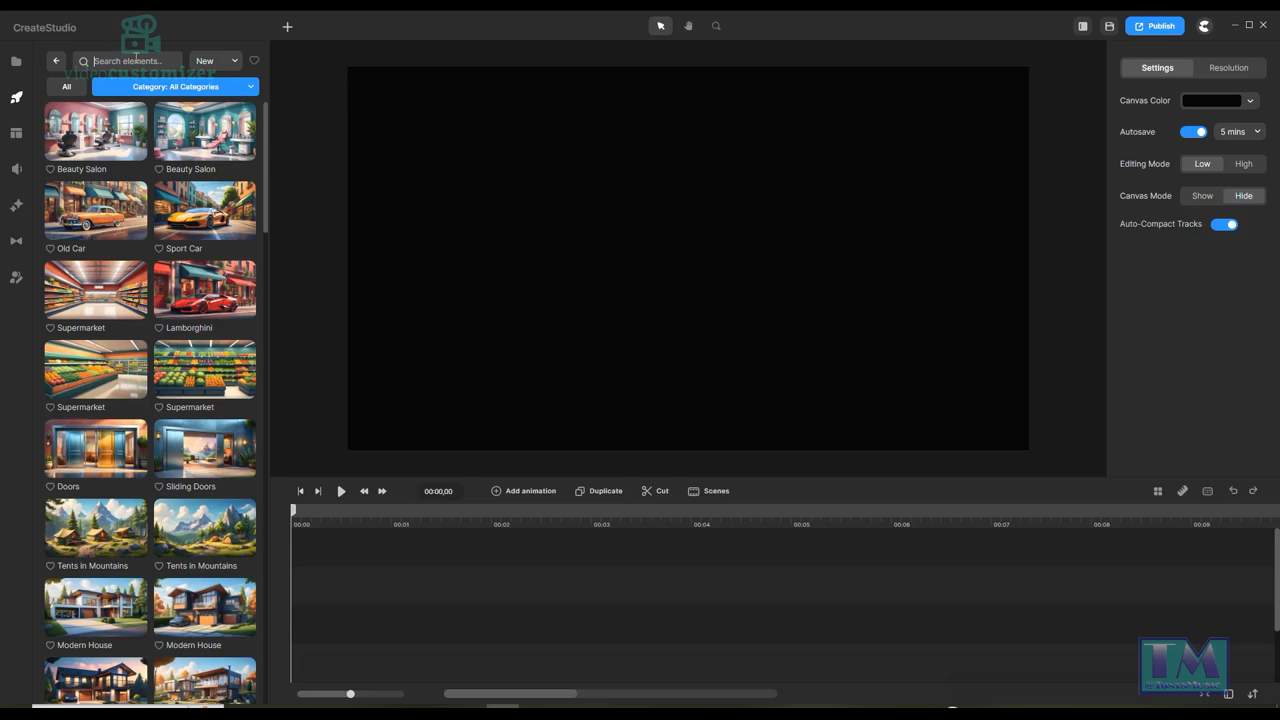 CreateStudio
Publish
Search elements..
New
Videocustomizer
All
Category: All Categories
Beauty Salon
Beauty Salon
Old Car
Sport Car
Supermarket
Lamborghini
Supermarket
Supermarket
Doors
Sliding Doors
Tents in Mountains
Tents in Mountains
Modern House
Modern House
Settings
Resolution
Canvas Color
Autosave
5 mins
Editing Mode
Low
High
Canvas Mode
Show
Hide
Auto-Compact Tracks
00:00,00
Add animation
Duplicate
Cut
Scenes
00:00
00:01
00:02
00:03
00:04
00:05
00:06
00:07
00:08
00:09
TM